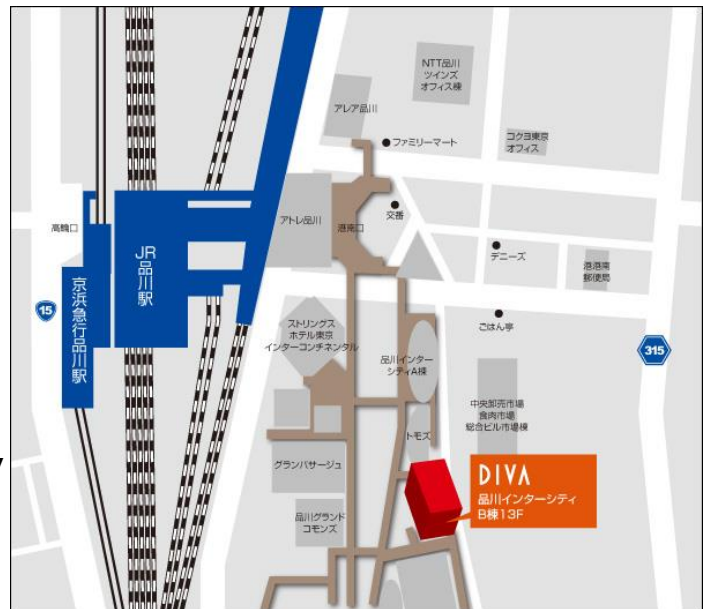 NTT品川
ツインズ
オフィス棟
アレア品川
ファミリーマート
コクヨ東京
オフィス
高輪口
JR品川駅
アトレ品川
港南口
交番
デニーズ
港港南
郵便局
15
京浜急行品川駅
ストリングス
ホテル東京
インターコンチネンタル
ごはん亭
品川インター
シティA棟
315
中央卸売市場
食肉市場
総合ビル市場棟
トモズ
グランパサージュ
DIVA
品川インターシティ
B棟13F
品川グランド
コモンズ